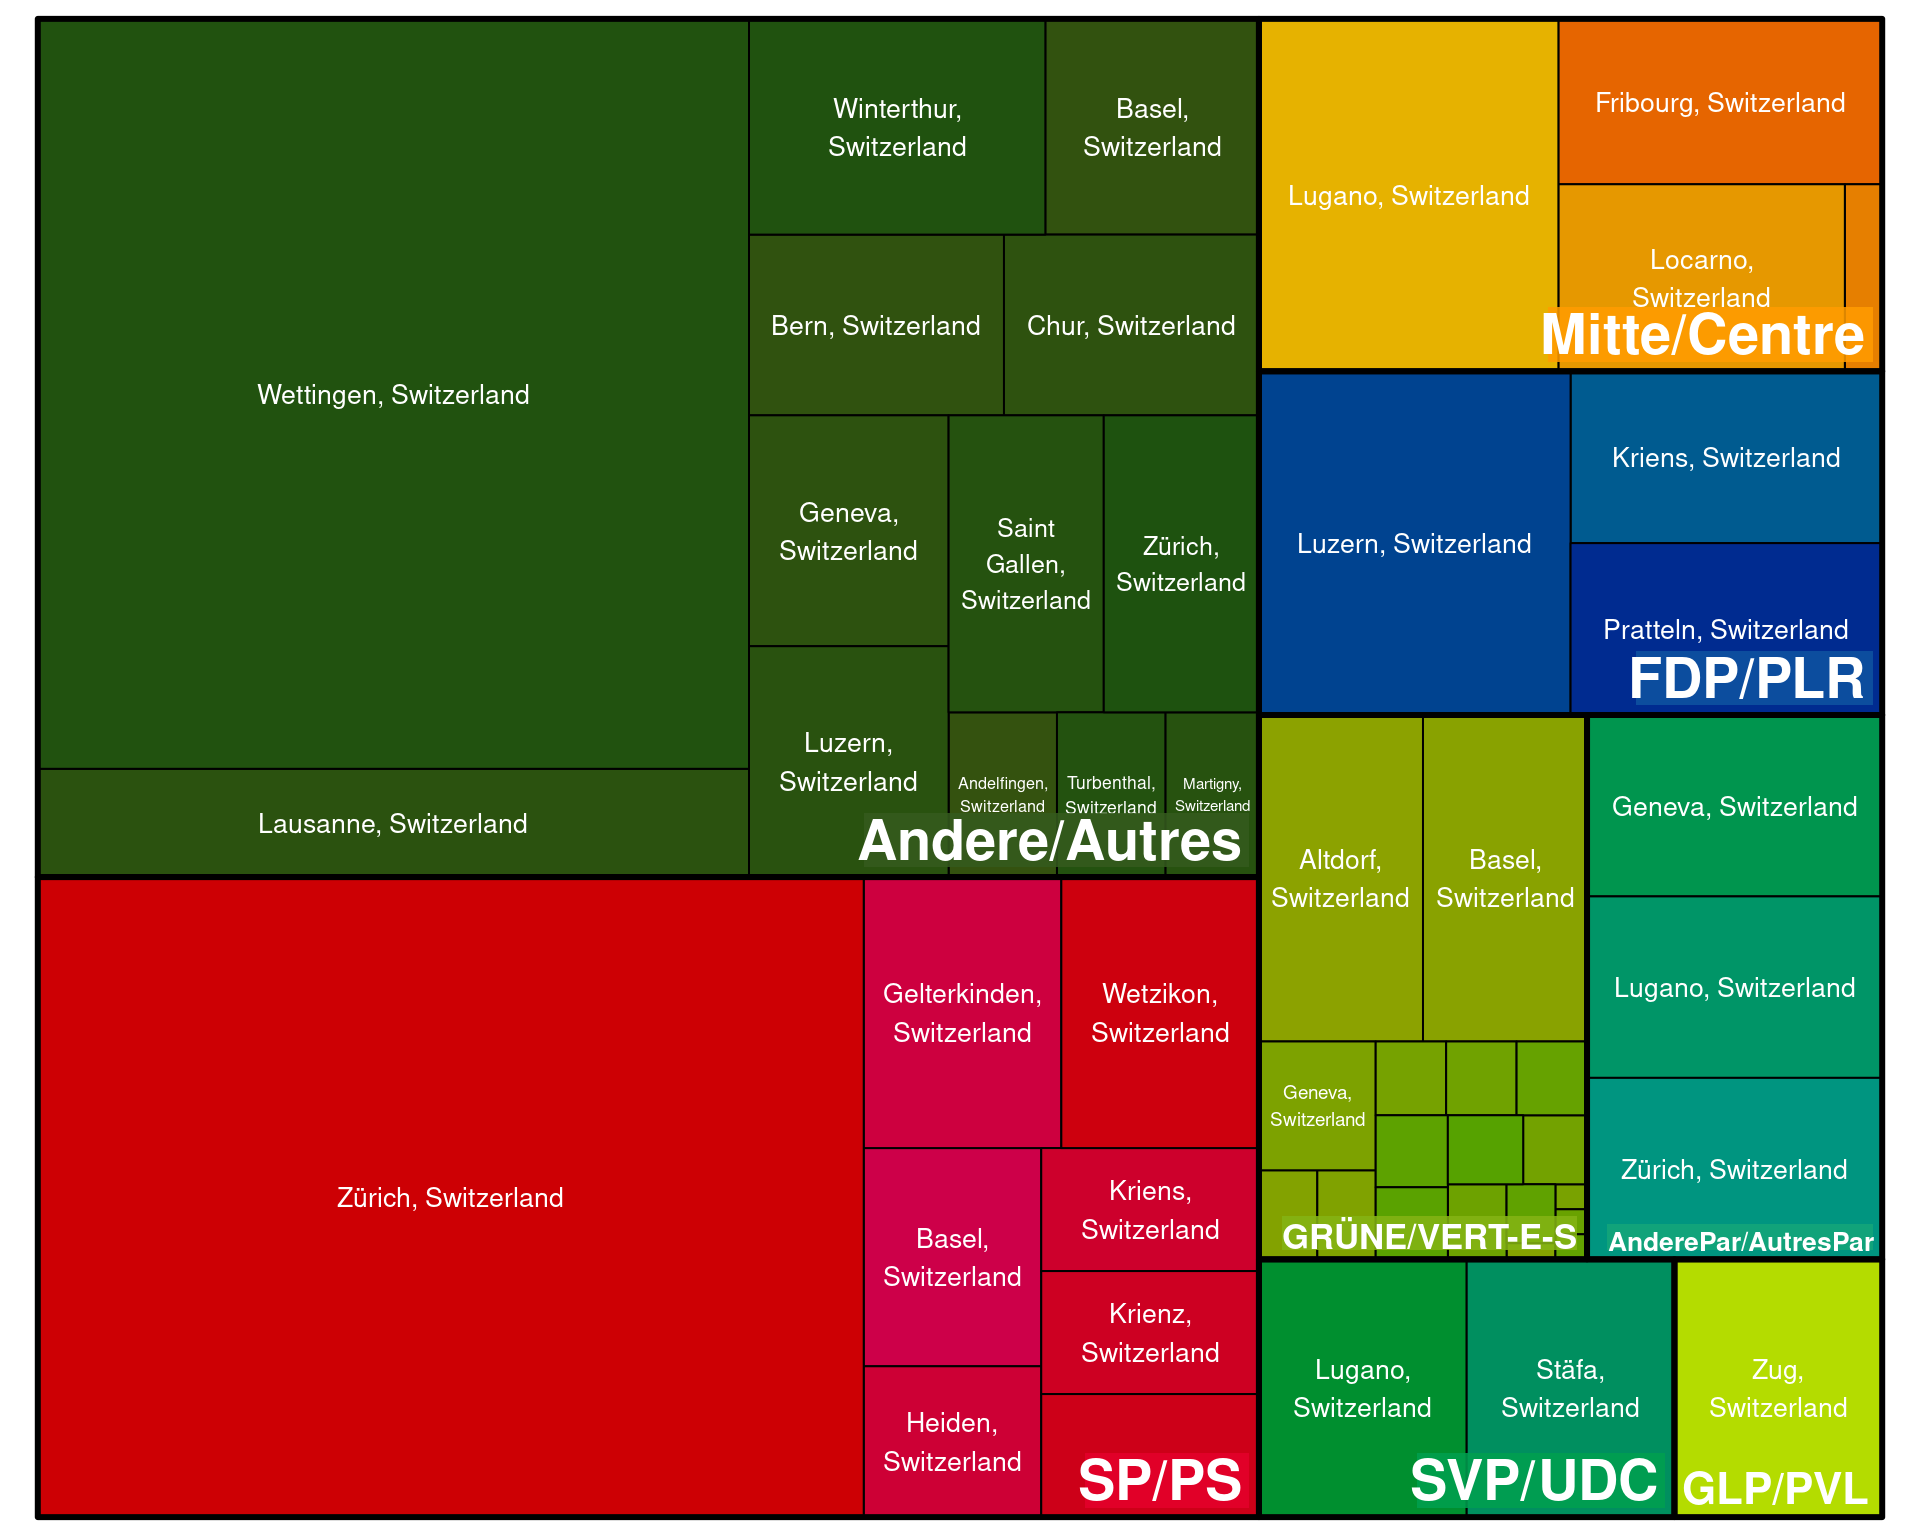 Wettingen, Switzerland
Lausanne, Switzerland
Winterthur,
Switzerland
Basel,
Switzerland
Bern, Switzerland
Chur, Switzerland
Geneva,
Switzerland
Saint
Gallen,
Switzerland
Zürich,
Switzerland
Luzern,
Switzerland
Andelfingen,
Switzerland
Turbenthal,
Switzerland
Martigny,
Switzerland
Andere/Autres
Zürich, Switzerland
Gelterkinden,
Switzerland
Wetzikon,
Switzerland
Basel,
Switzerland
Kriens,
Switzerland
Krienz,
Switzerland
Heiden,
Switzerland
SP/PS
Lugano, Switzerland
Fribourg, Switzerland
Locarno,
Switzerland
Mitte/Centre
Luzern, Switzerland
Kriens, Switzerland
Pratteln, Switzerland
FDP/PLR
Altdorf,
Switzerland
Basel,
Switzerland
Geneva,
Switzerland
GRÜNE/VERT-E-S
Geneva, Switzerland
Lugano, Switzerland
Zürich, Switzerland
AnderePar/AutresPar
Lugano,
Switzerland
Stäfa,
Switzerland
SVP/UDC
Zug,
Switzerland
GLP/PVL